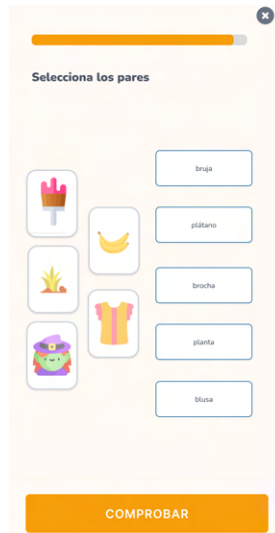 Selecciona los pares
bruja
plátano
brocha
planta
blusa
COMPROBAR